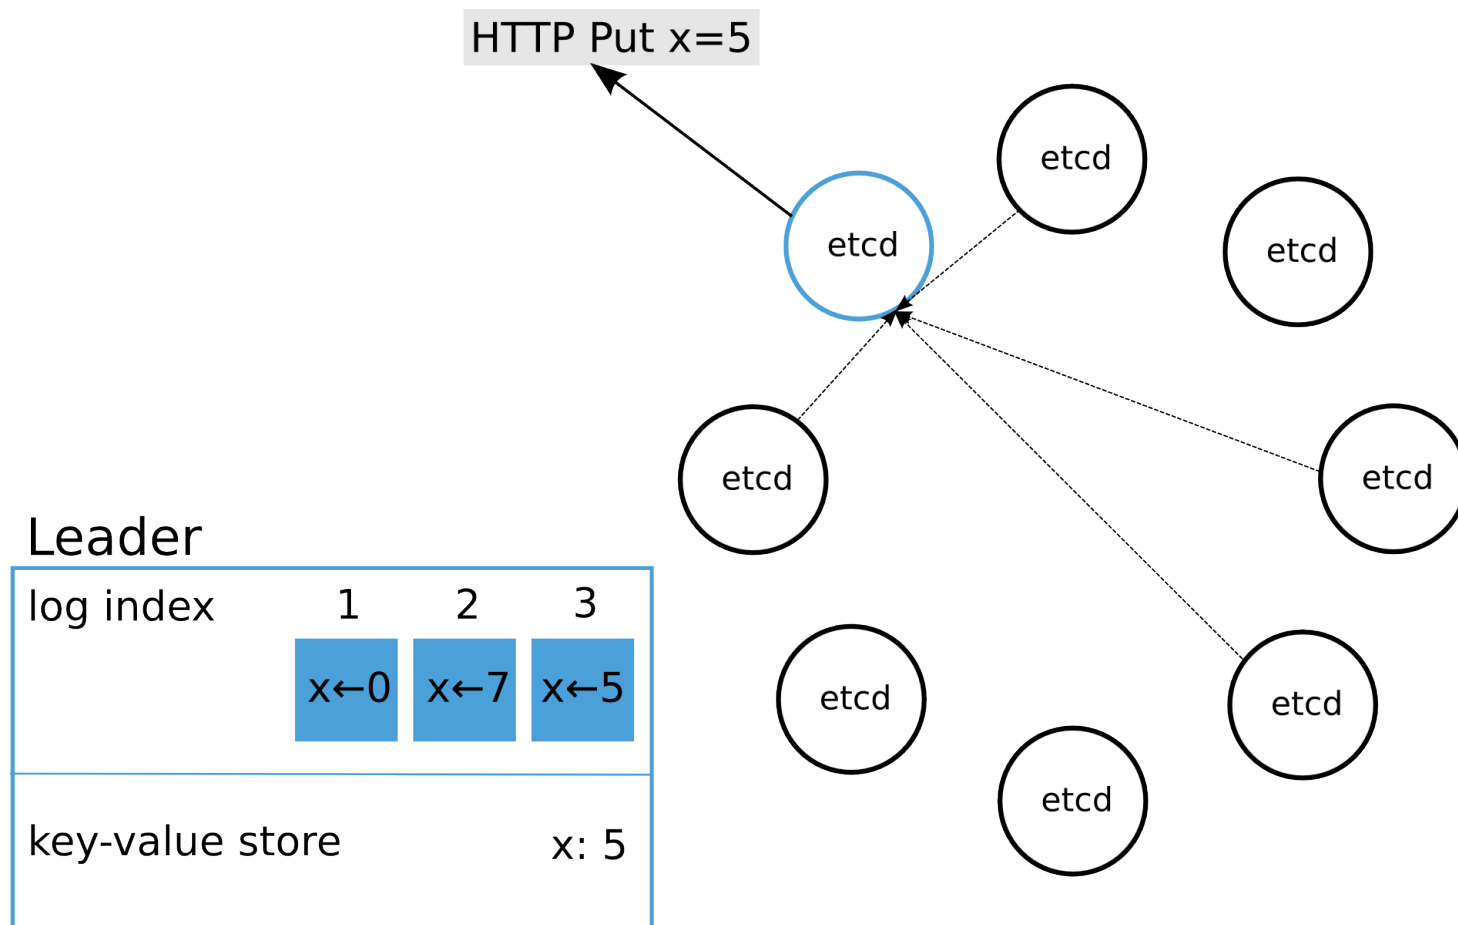 HTTP Put x=5
etcd
etcd
etcd
etcd
etcd
Leader
log index 1 2 3
x←0 x←7 x←5
etcd
etcd
etcd
etcd
key-value store x: 5